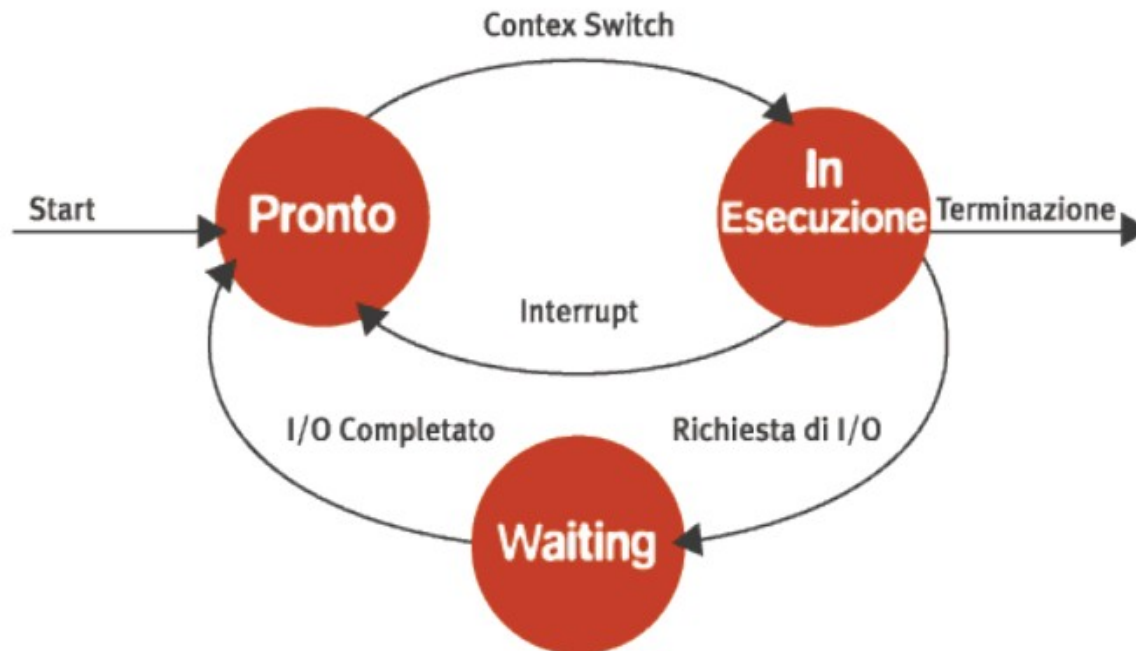 Contex Switch
Start
Pronto
In
Esecuzione
Terminazione
Interrupt
I/O Completato
Richiesta di I/O
Waiting